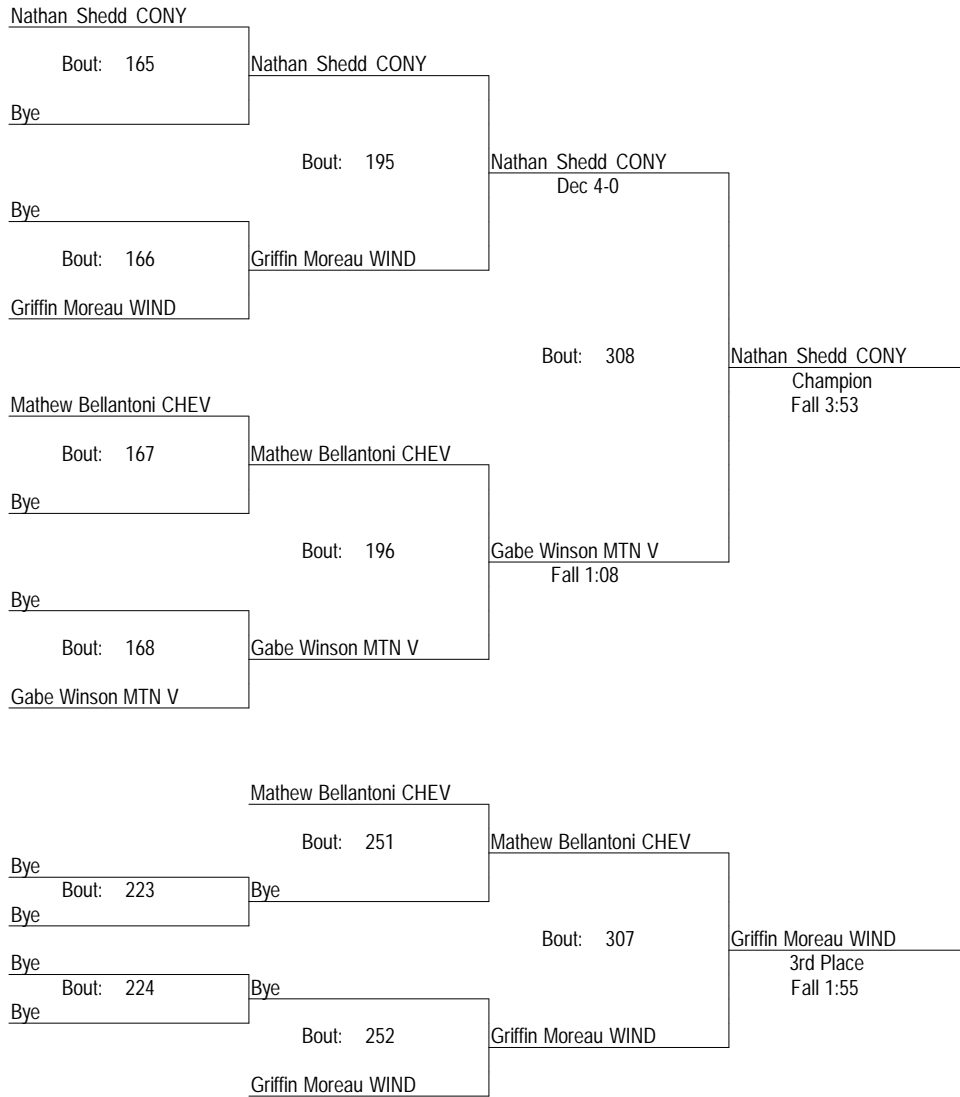 Nathan Shedd CONY
Bout: 165
Nathan Shedd CONY
Bye
Bout: 195
Nathan Shedd CONY
Dec 4-0
Bye
Bout: 166
Griffin Moreau WIND
Griffin Moreau WIND
Bout: 308
Nathan Shedd CONY
Champion
Fall 3:53
Mathew Bellantoni CHEV
Bout: 167
Mathew Bellantoni CHEV
Bye
Bout: 196
Gabe Winson MTN V
Fall 1:08
Bye
Bout: 168
Gabe Winson MTN V
Gabe Winson MTN V
Mathew Bellantoni CHEV
Bout: 251
Mathew Bellantoni CHEV
Bye
Bout: 223
Bye
Bye
Bout: 307
Griffin Moreau WIND
3rd Place
Fall 1:55
Bye
Bout: 224
Bye
Bye
Bout: 252
Griffin Moreau WIND
Griffin Moreau WIND